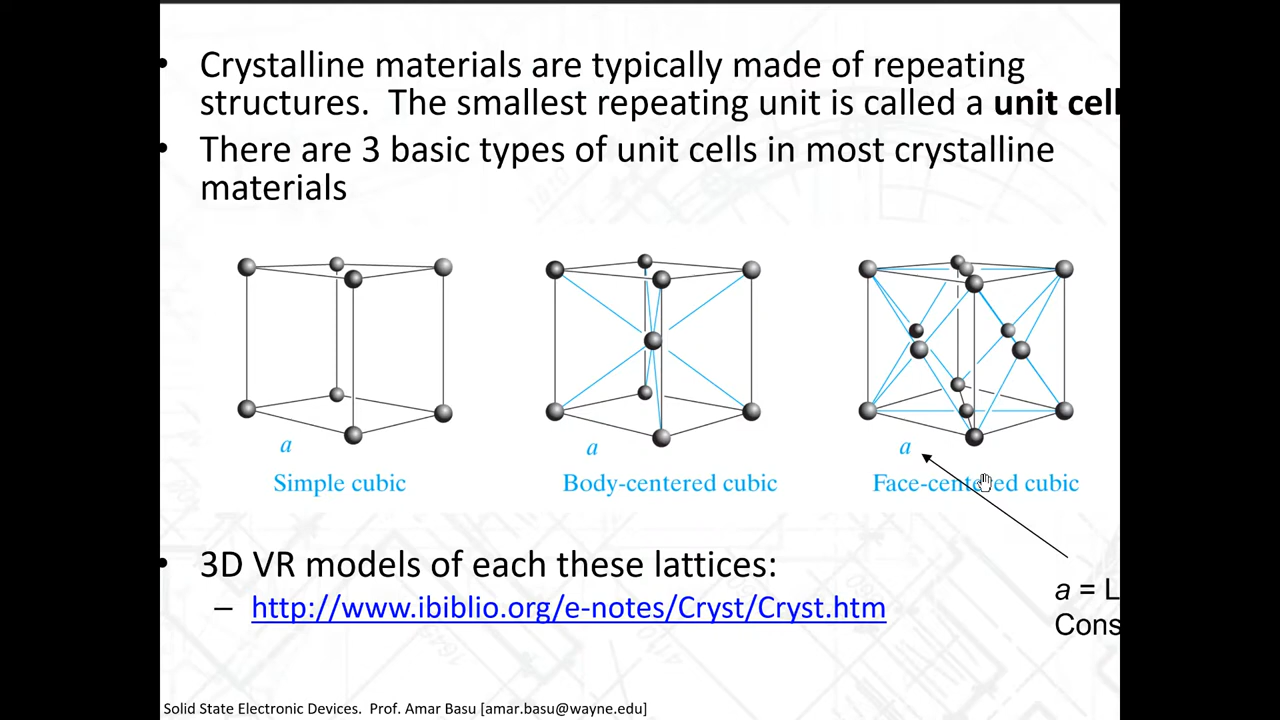 • Crystalline materials are typically made of repeating
structures.  The smallest repeating unit is called a unit cell
• There are 3 basic types of unit cells in most crystalline
materials
a
a
a
Simple cubic
Body-centered cubic
Face-centered cubic
• 3D VR models of each these lattices:
– http://www.ibiblio.org/e-notes/Cryst/Cryst.htm
a = L
Cons
Solid State Electronic Devices.  Prof. Amar Basu [amar.basu@wayne.edu]